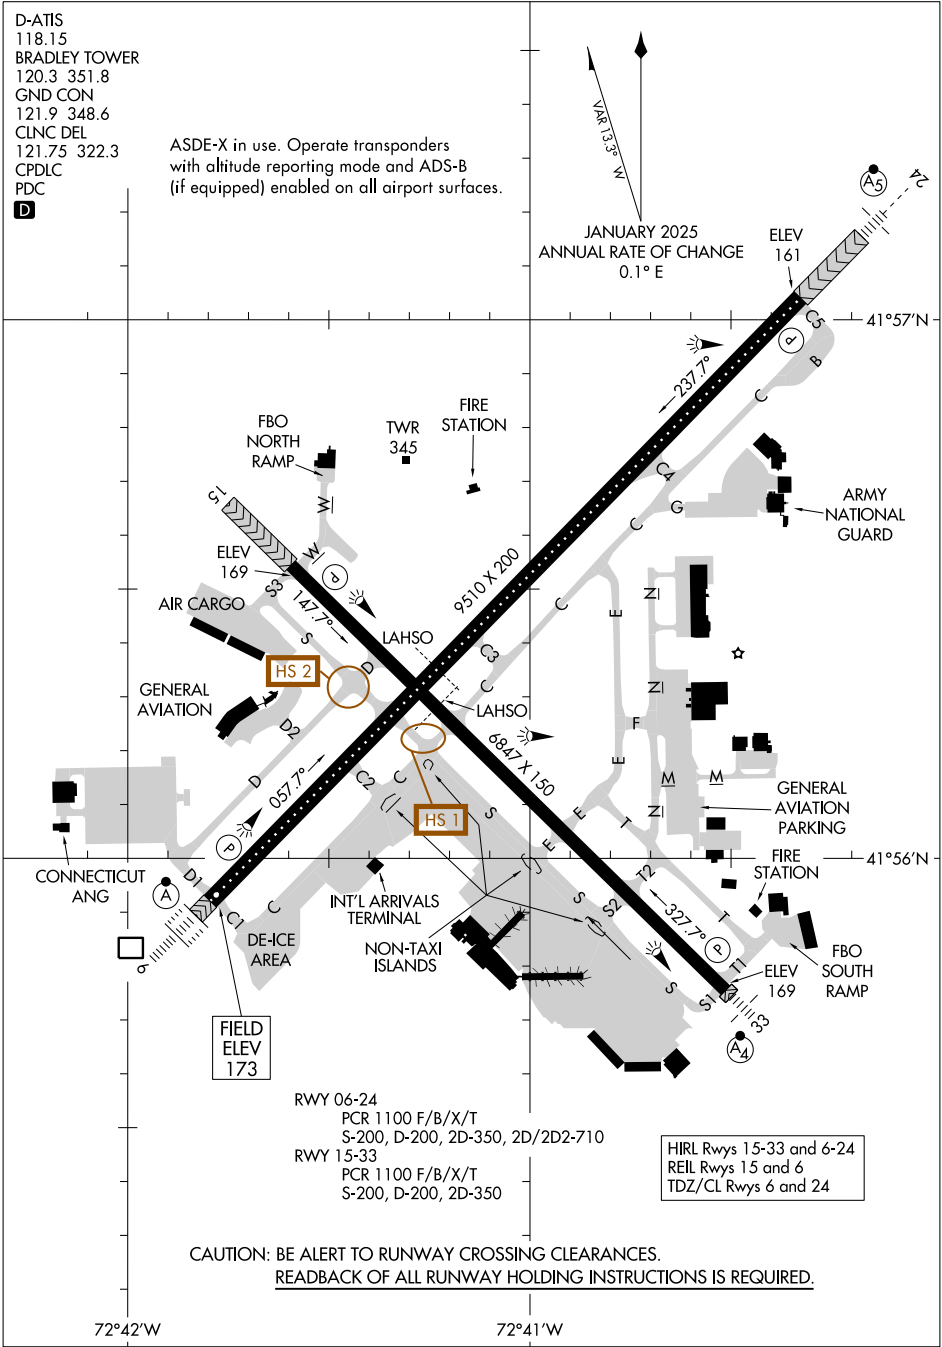 D-ATIS
118.15
BRADLEY TOWER
120.3 351.8
GND CON
121.9 348.6
CLNC DEL
121.75 322.3
CPDLC
PDC
D
ASDE-X in use. Operate transponders
with altitude reporting mode and ADS-B
(if equipped) enabled on all airport surfaces.
VAR 13.3° W
JANUARY 2025
ANNUAL RATE OF CHANGE
0.1° E
A5
24
ELEV
161
C5
41°57'N
P
B
237.7°
C
FBO
NORTH
RAMP
TWR
345
FIRE
STATION
C4
G
C
ARMY
NATIONAL
GUARD
15
W
W
ELEV
169
P
S3
147.7°
9510 X 200
AIR CARGO
S
C
E
N
LAHSO
D
C3
HS 2
C
N
GENERAL
AVIATION
LAHSO
D2
F
6847 X 150
D
057.7°
C2
C
E
M
M
HS 1
S
E
T
N
GENERAL
AVIATION
PARKING
P
E
41°56'N
CONNECTICUT
ANG
A
D1
C1
C
DE-ICE
AREA
INT'L ARRIVALS
TERMINAL
NON-TAXI
ISLANDS
S
S2
T2
327.7°
T
FIRE
STATION
P
T1
FBO
SOUTH
RAMP
6
S
S1
ELEV
169
33
A4
FIELD
ELEV
173
RWY 06-24
PCR 1100 F/B/X/T
S-200, D-200, 2D-350, 2D/2D2-710
RWY 15-33
PCR 1100 F/B/X/T
S-200, D-200, 2D-350
HIRL Rwys 15-33 and 6-24
REIL Rwys 15 and 6
TDZ/CL Rwys 6 and 24
CAUTION: BE ALERT TO RUNWAY CROSSING CLEARANCES.
READBACK OF ALL RUNWAY HOLDING INSTRUCTIONS IS REQUIRED.
72°42'W
72°41'W